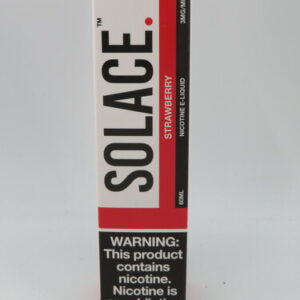 SOLACE.™
STRAWBERRY
NICOTINE E-LIQUID
60ML
WARNING:
This product
contains
nicotine.
Nicotine is